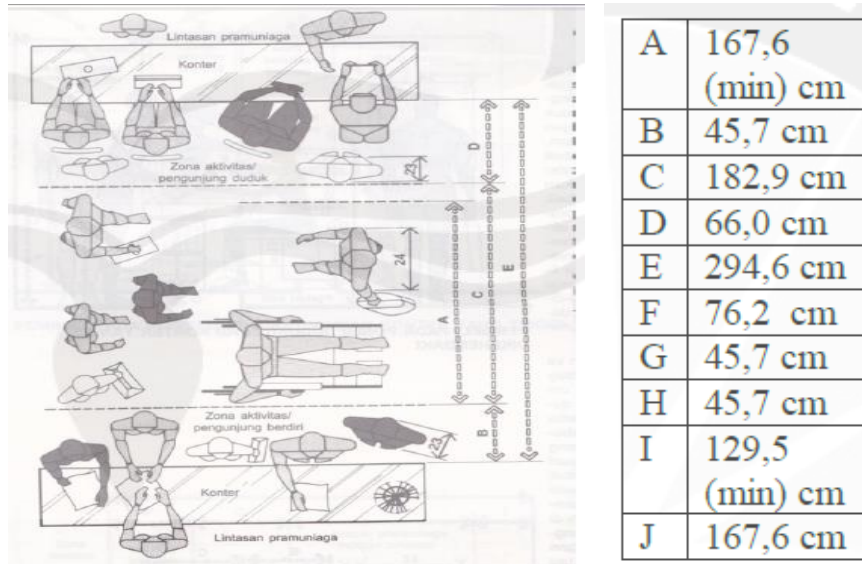 Lintasan pramuniaga
Konter
Zona aktivitas/
pengunjung duduk
23
D
24
A
C
E
Zona aktivitas/
pengunjung berdiri
23
B
Konter
Lintasan pramuniaga
A 167,6
(min) cm
B 45,7 cm
C 182,9 cm
D 66,0 cm
E 294,6 cm
F 76,2 cm
G 45,7 cm
H 45,7 cm
I 129,5
(min) cm
J 167,6 cm